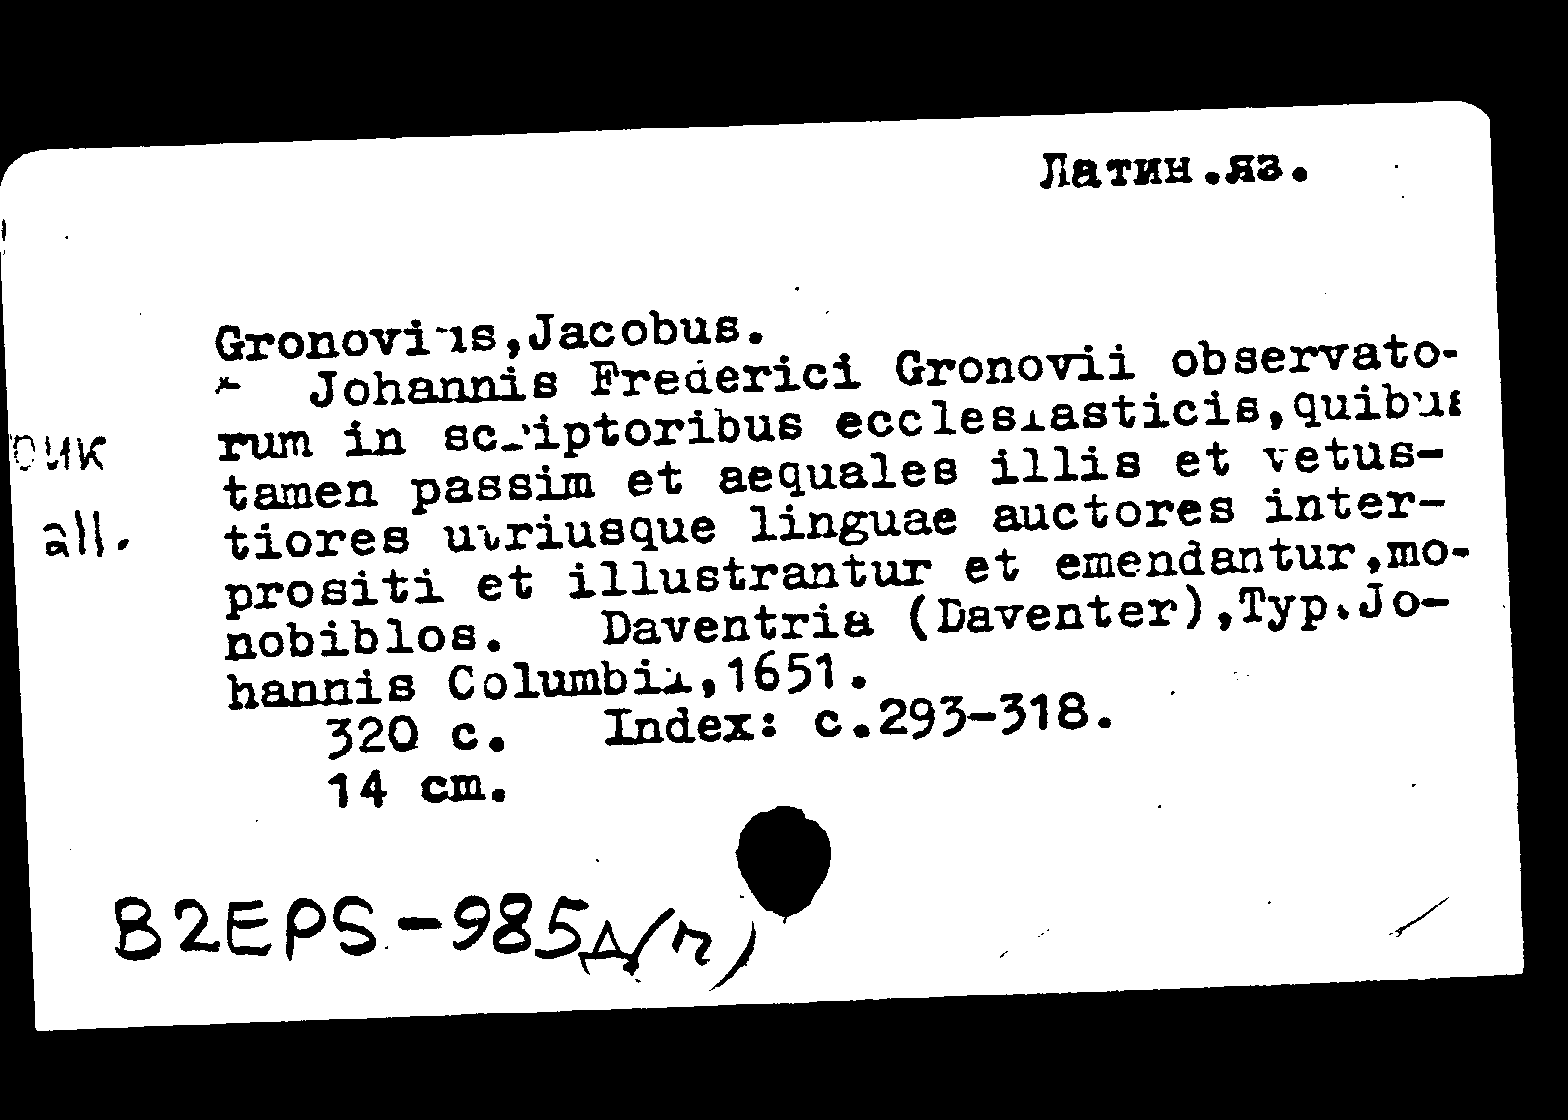 Латин.яз.
Gronovius,Jacobus.
Johannis Frederici Gronovii observato-
rum in scriptoribus ecclesiasticis,quibus
tamen passim et aequales illis et vetus-
оик
tiores utriusque linguae auctores inter-
all.
prositi et illustrantur et emendantur,mo-
nobiblos. Daventria (Daventer),Typ.Jo-
hannis Columbii,1651.
320 c. Index: c.293-318.
14 cm.
B2EPS-985